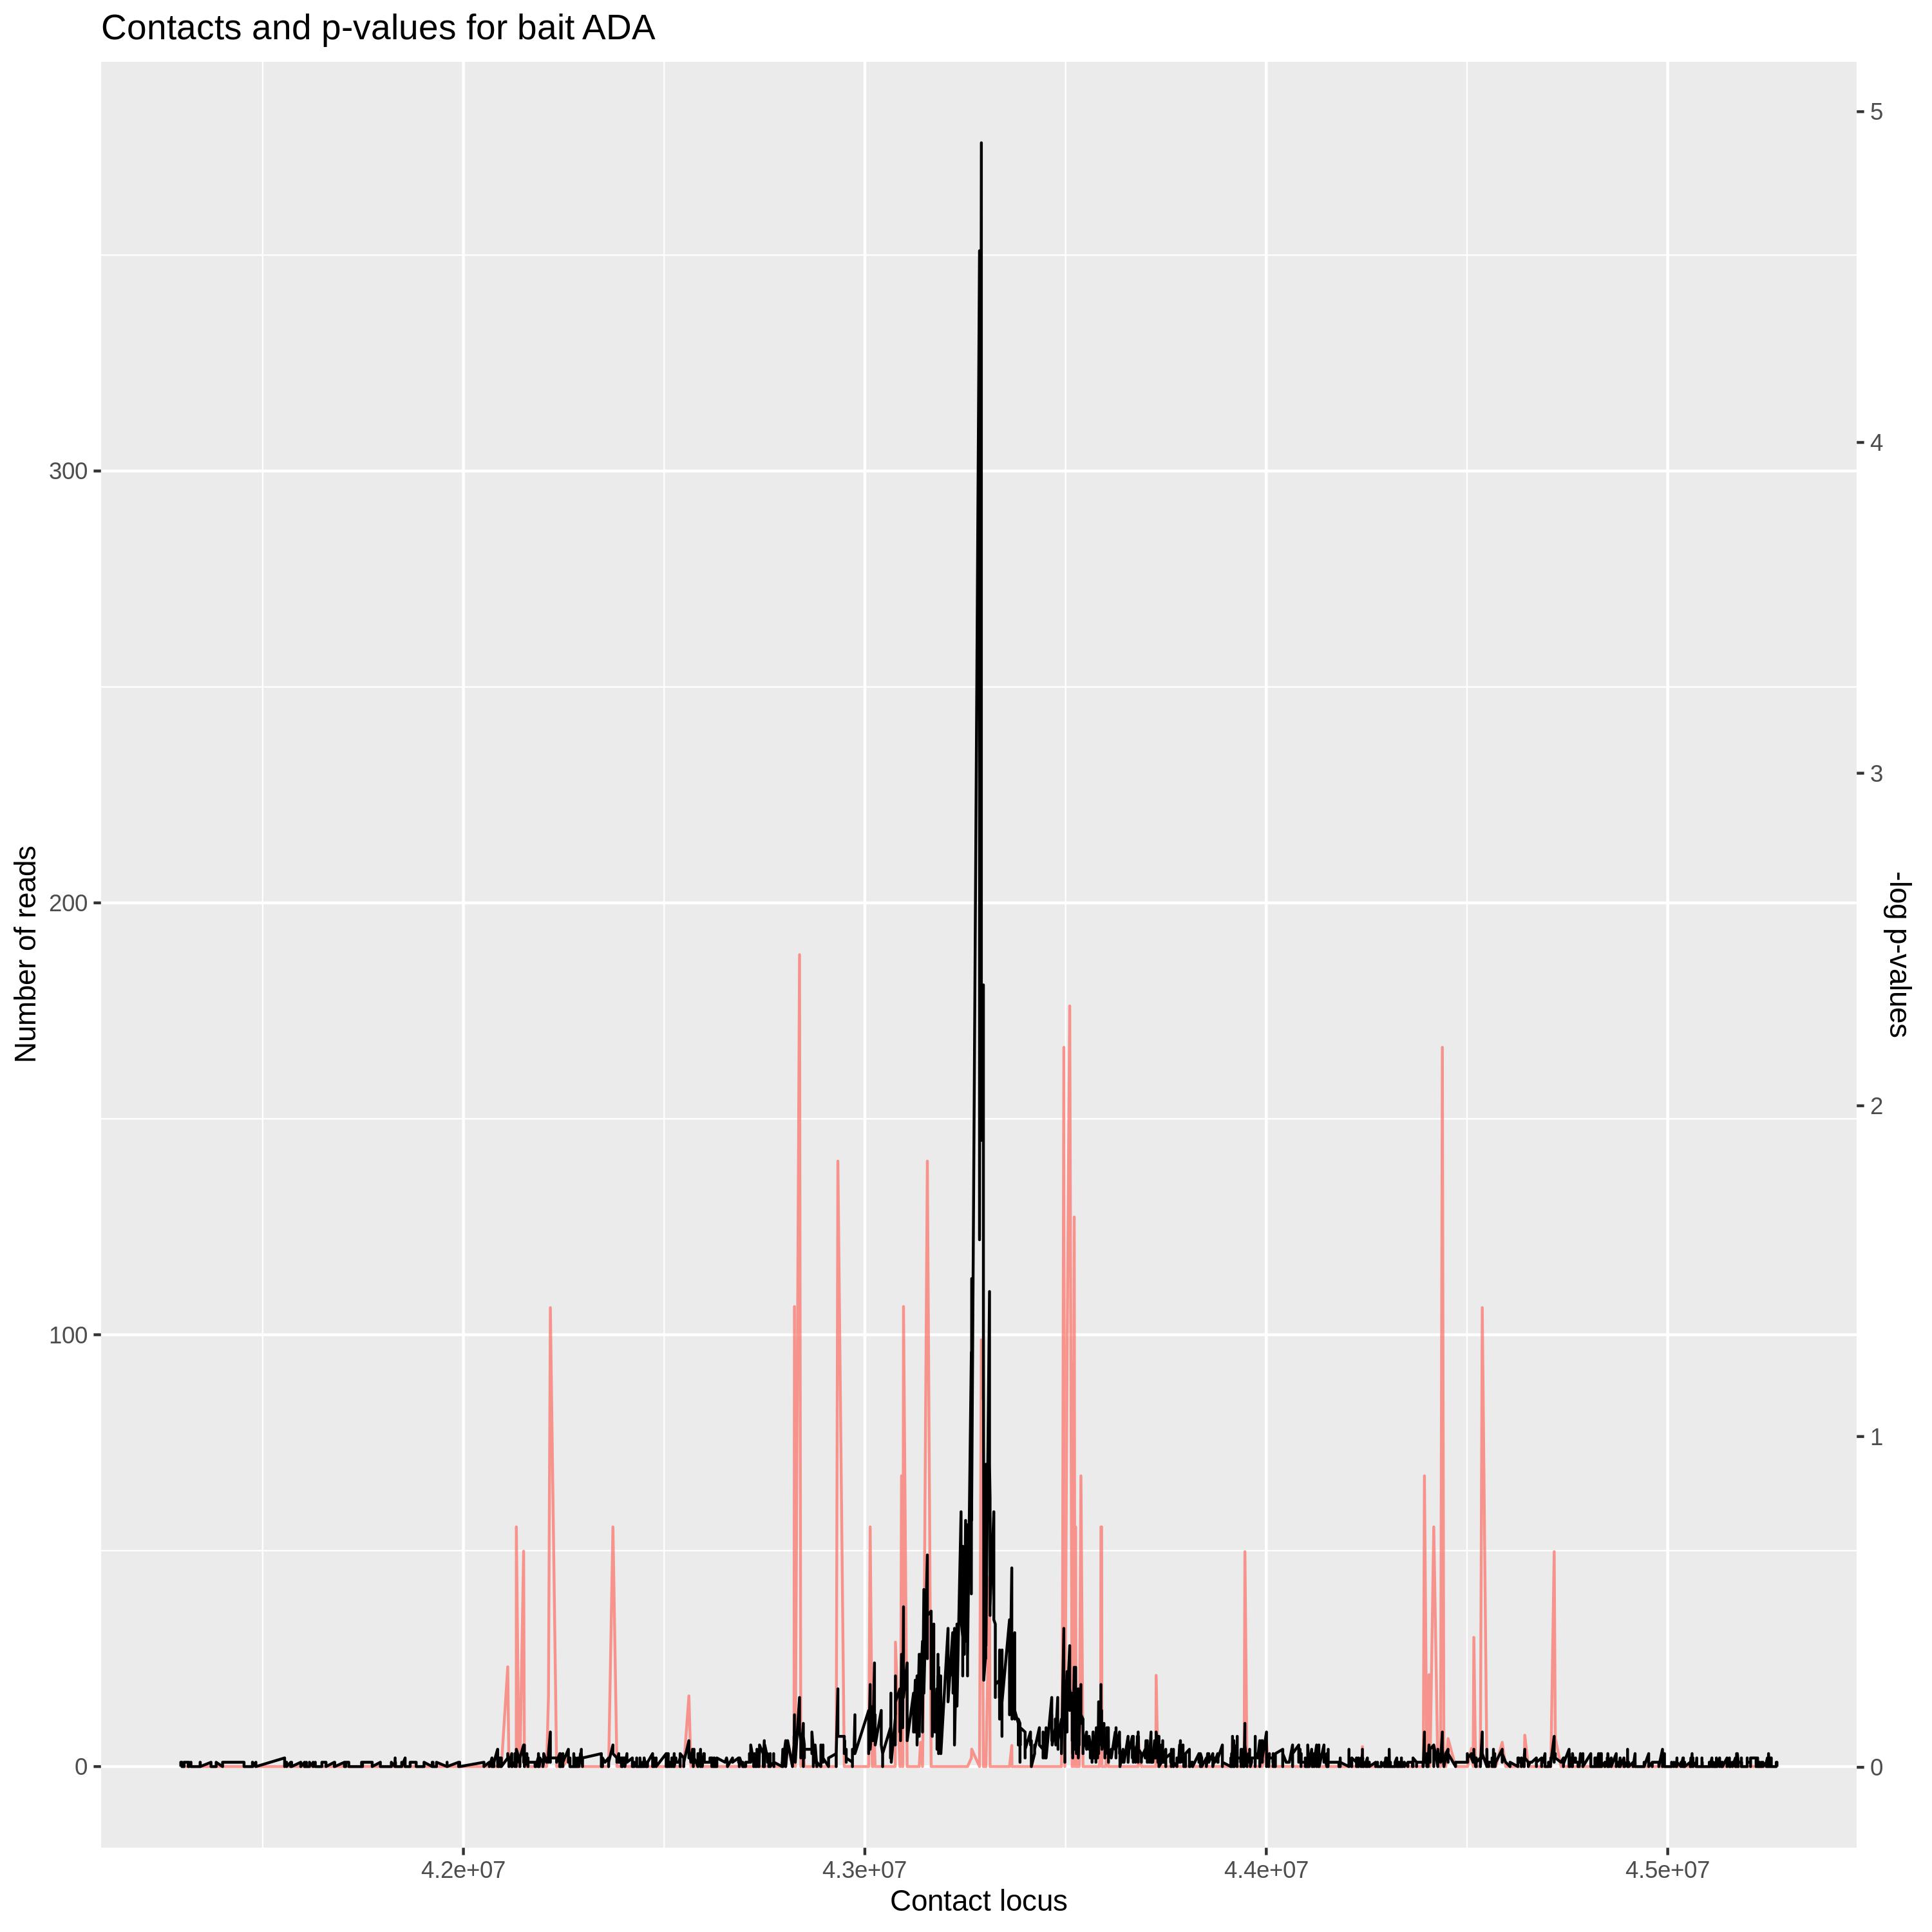 Contacts and p-values for bait ADA
Number of reads
300
200
100
0
5
4
3
2
1
0
-log p-values
4.2e+07
4.3e+07
4.4e+07
4.5e+07
Contact locus